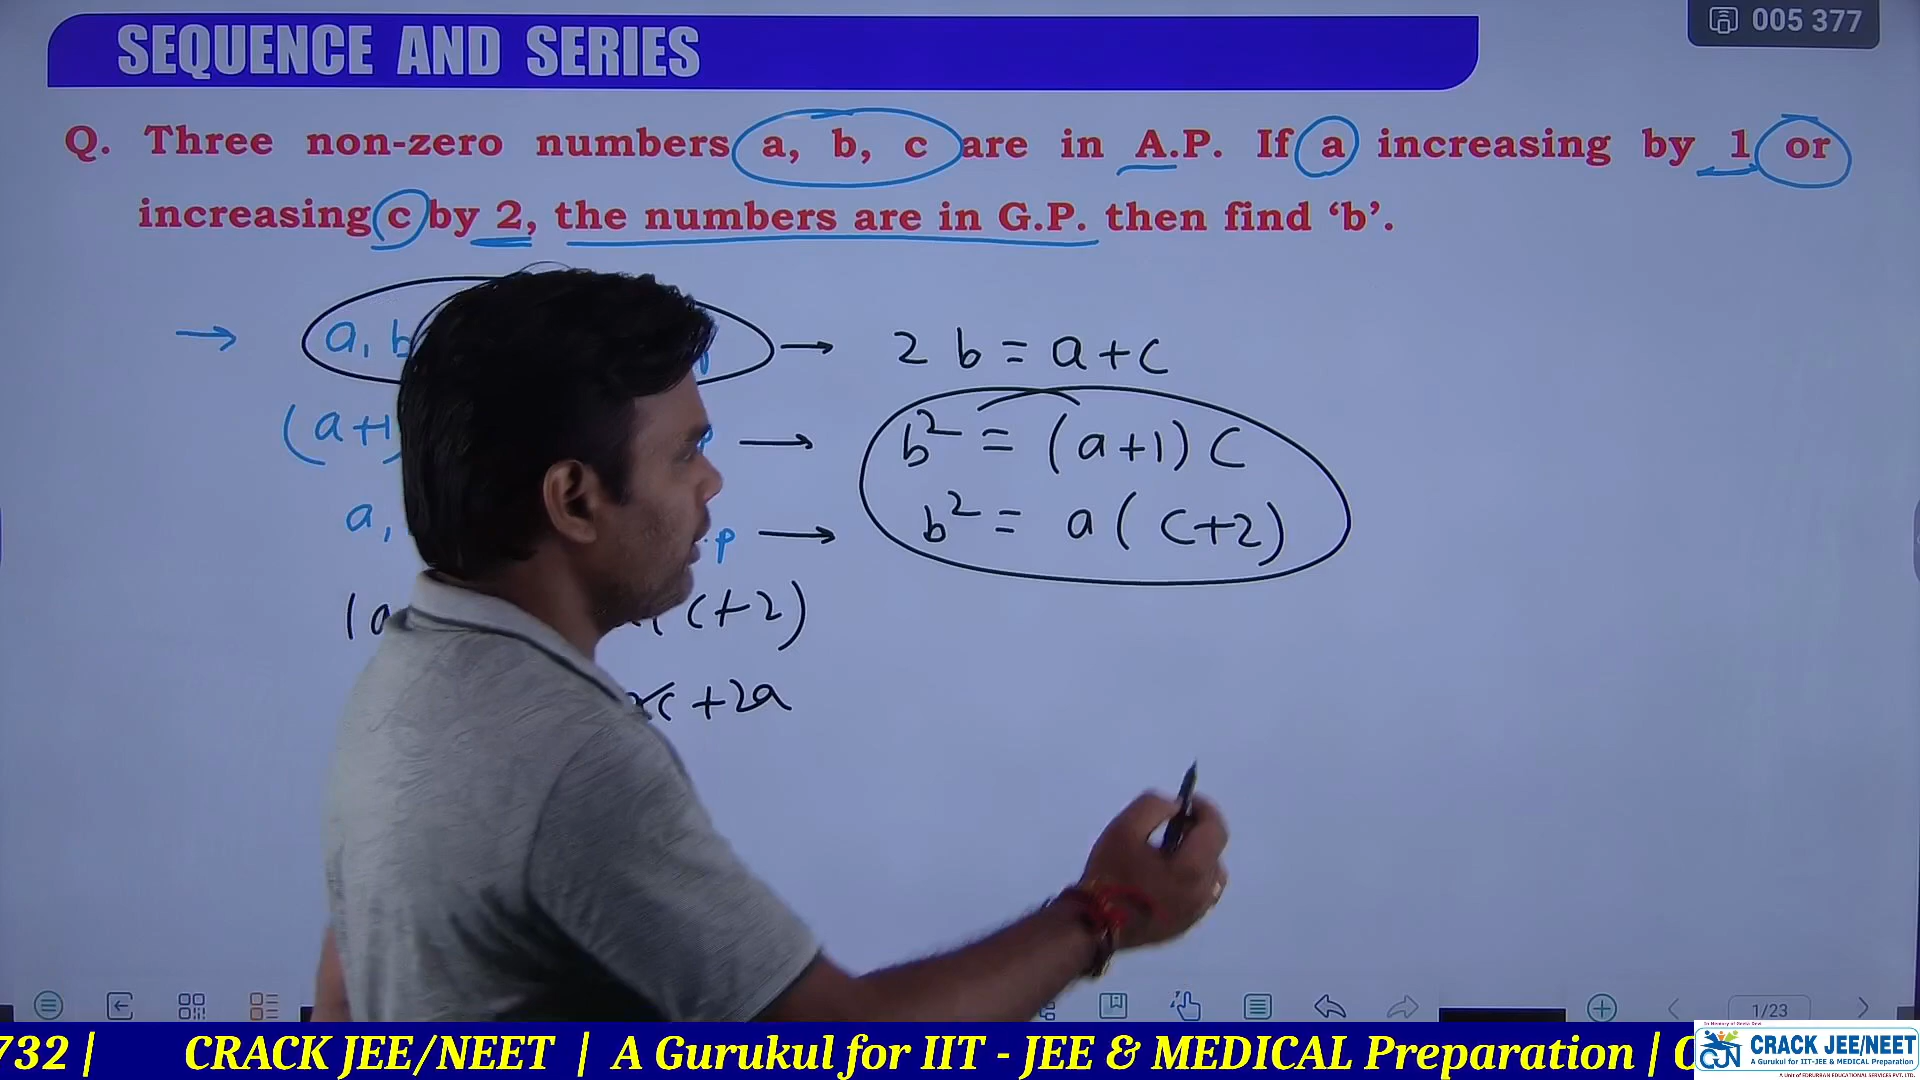 SEQUENCE AND SERIES
005 377
Q. Three non-zero numbers a, b, c are in A.P. If a increasing by 1 or
increasing c by 2, the numbers are in G.P. then find ‘b’.
a, b
2b = a+c
(a+1)
b² = (a+1) c
a,
.p
b² = a( c+2)
(a
(c+2)
c +2a
1/23
732 | CRACK JEE/NEET | A Gurukul for IIT - JEE & MEDICAL Preparation |
CRACK JEE/NEET
A Gurukul for IIT-JEE & MEDICAL Preparation